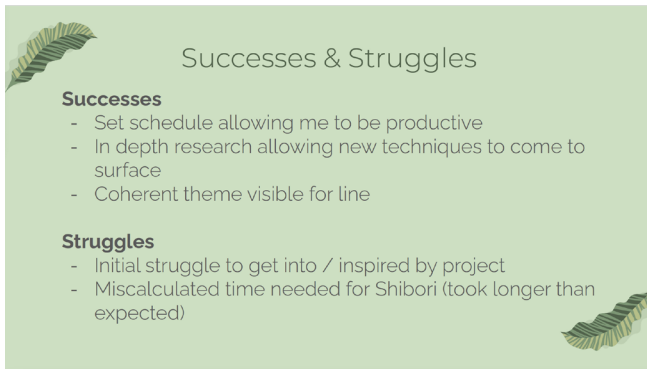 Successes & Struggles
Successes
- Set schedule allowing me to be productive
- In depth research allowing new techniques to come to
surface
- Coherent theme visible for line
Struggles
- Initial struggle to get into / inspired by project
- Miscalculated time needed for Shibori (took longer than
expected)